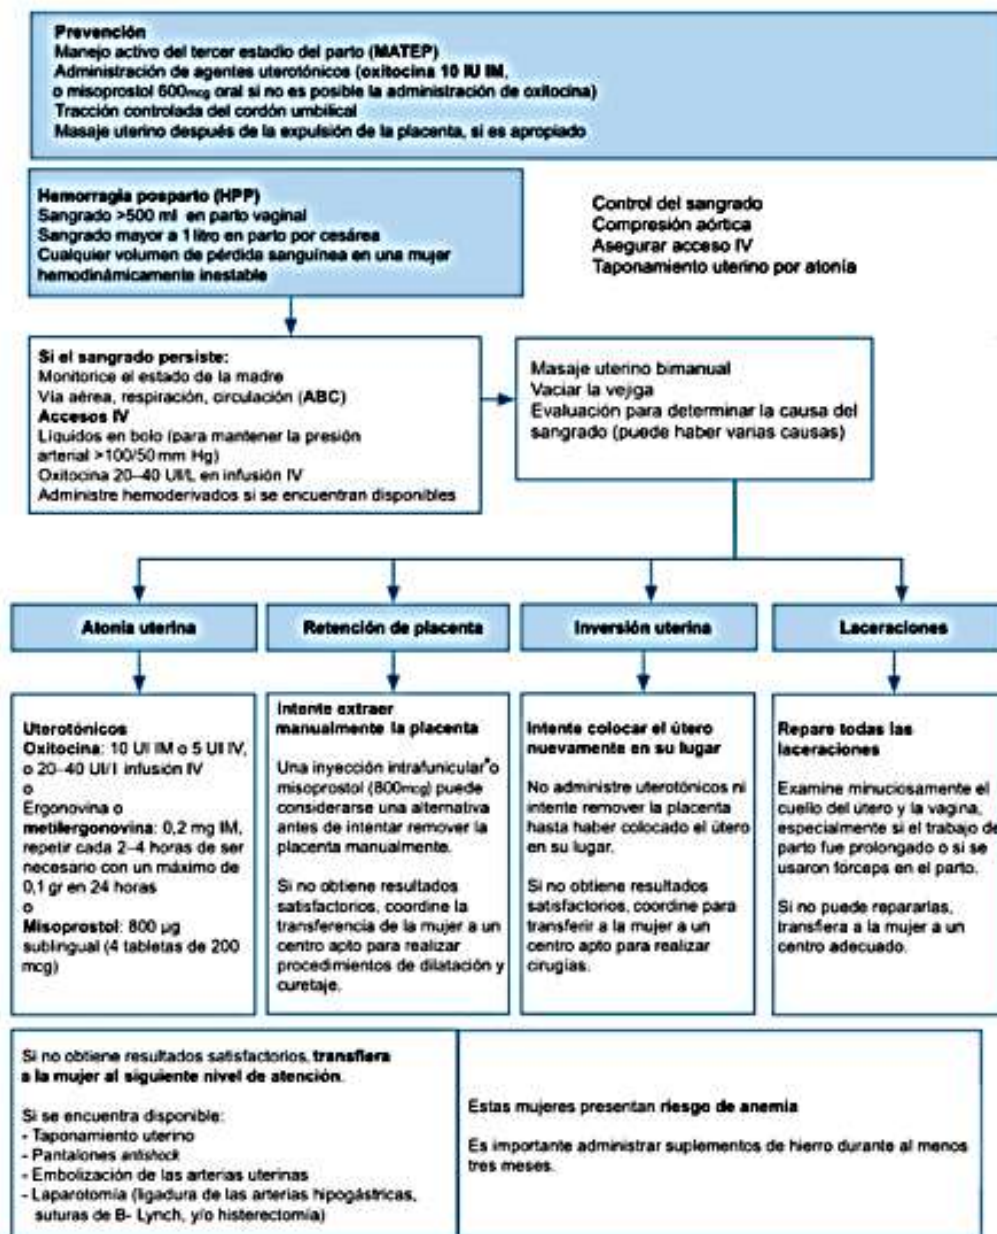 Prevención
Manejo activo del tercer estadio del parto (MATEP)
Administración de agentes uterotónicos (oxitocina 10 IU IM,
o misoprostol 600mcg oral si no es posible la administración de oxitocina)
Tracción controlada del cordón umbilical
Masaje uterino después de la expulsión de la placenta, si es apropiado
Hemorragia posparto (HPP)
Sangrado >500 ml en parto vaginal
Sangrado mayor a 1 litro en parto por cesárea
Cualquier volumen de pérdida sanguínea en una mujer
hemodinámicamente inestable
Control del sangrado
Compresión aórtica
Asegurar acceso IV
Taponamiento uterino por atonía
Si el sangrado persiste:
Monitorice el estado de la madre
Vía aérea, respiración, circulación (ABC)
Accesos IV
Líquidos en bolo (para mantener la presión
arterial >100/50 mm Hg)
Oxitocina 20–40 UI/L en infusión IV
Administre hemoderivados si se encuentran disponibles
Masaje uterino bimanual
Vaciar la vejiga
Evaluación para determinar la causa del
sangrado (puede haber varias causas)
Atonía uterina
Uterotónicos
Oxitocina: 10 UI IM o 5 UI IV,
o 20–40 UI/l infusión IV
o
Ergonovina o
metilergonovina: 0,2 mg IM,
repetir cada 2–4 horas de ser
necesario con un máximo de
0,1 gr en 24 horas
o
Misoprostol: 800 µg
sublingual (4 tabletas de 200
mcg)
Retención de placenta
Intente extraer
manualmente la placenta
Una inyección intrafunicular*o
misoprostol (800mcg) puede
considerarse una alternativa
antes de intentar remover la
placenta manualmente.
Si no obtiene resultados
satisfactorios, coordine la
transferencia de la mujer a un
centro apto para realizar
procedimientos de dilatación y
curetaje.
Inversión uterina
Intente colocar el útero
nuevamente en su lugar
No administre uterotónicos ni
intente remover la placenta
hasta haber colocado el útero
en su lugar.
Si no obtiene resultados
satisfactorios, coordine para
transferir a la mujer a un
centro apto para realizar
cirugías.
Laceraciones
Repare todas las
laceraciones
Examine minuciosamente el
cuello del útero y la vagina,
especialmente si el trabajo de
parto fue prolongado o si se
usaron fórceps en el parto.
Si no puede repararlas,
transfiera a la mujer a un
centro adecuado.
Si no obtiene resultados satisfactorios, transfiera
a la mujer al siguiente nivel de atención.
Si se encuentra disponible:
- Taponamiento uterino
- Pantalones antishock
- Embolización de las arterias uterinas
- Laparotomía (ligadura de las arterias hipogástricas,
suturas de B- Lynch, y/o histerectomía)
Estas mujeres presentan riesgo de anemia
Es importante administrar suplementos de hierro durante al menos
tres meses.